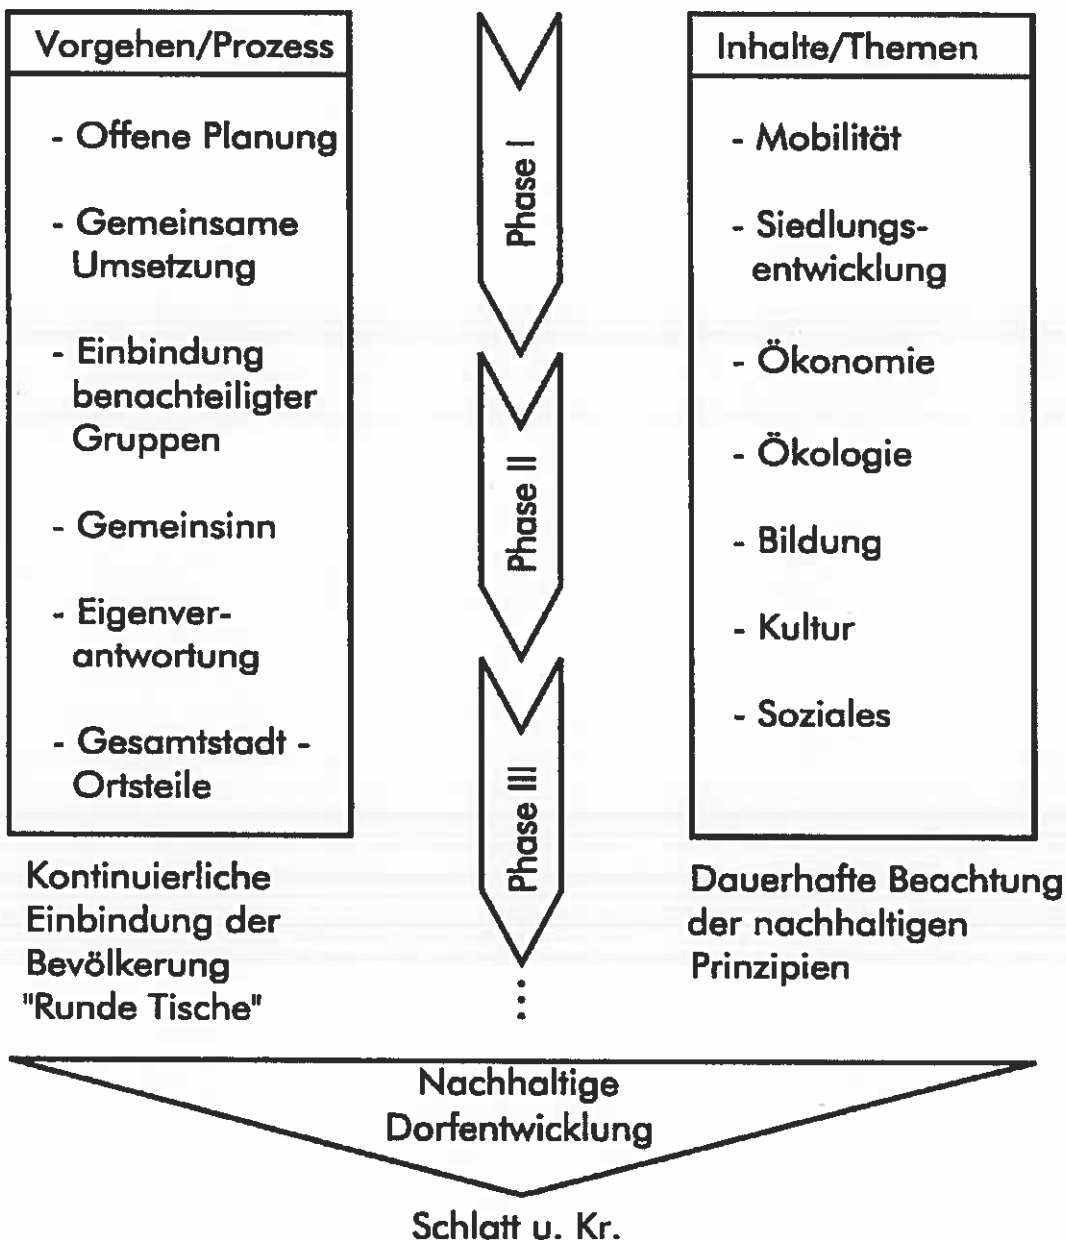 Vorgehen/Prozess
- Offene Planung
- Gemeinsame
Umsetzung
- Einbindung
benachteiligter
Gruppen
- Gemeinsinn
- Eigenver-
antwortung
- Gesamtstadt -
Ortsteile
Kontinuierliche
Einbindung der
Bevölkerung
"Runde Tische"
Phase I
Phase II
Phase III
⋮
Inhalte/Themen
- Mobilität
- Siedlungs-
entwicklung
- Ökonomie
- Ökologie
- Bildung
- Kultur
- Soziales
Dauerhafte Beachtung
der nachhaltigen
Prinzipien
Nachhaltige
Dorfentwicklung
Schlatt u. Kr.